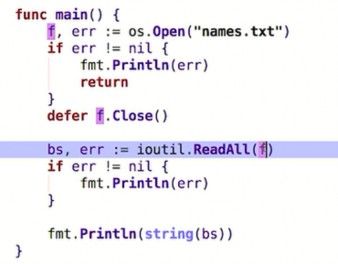 func main() {
    f, err := os.Open("names.txt")
    if err != nil {
        fmt.Println(err)
        return
    }
    defer f.Close()

    bs, err := ioutil.ReadAll(f)
    if err != nil {
        fmt.Println(err)
    }

    fmt.Println(string(bs))
}